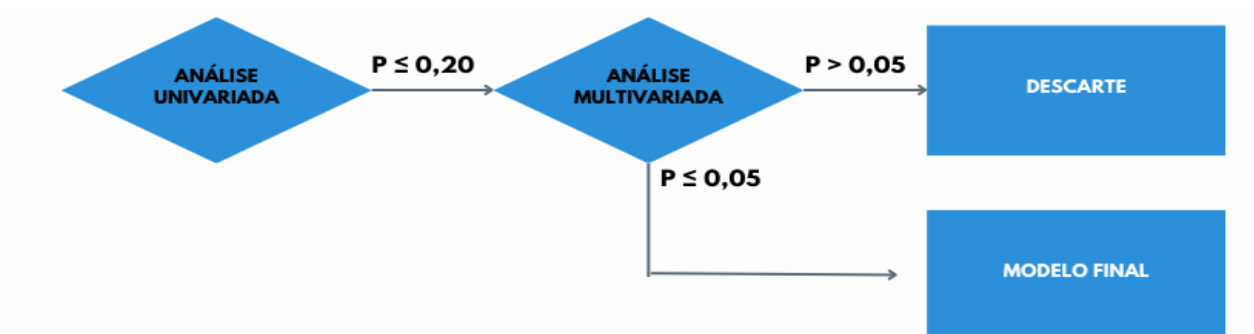 ANÁLISE
UNIVARIADA
P ≤ 0,20
ANÁLISE
MULTIVARIADA
P > 0,05
DESCARTE
P ≤ 0,05
MODELO FINAL